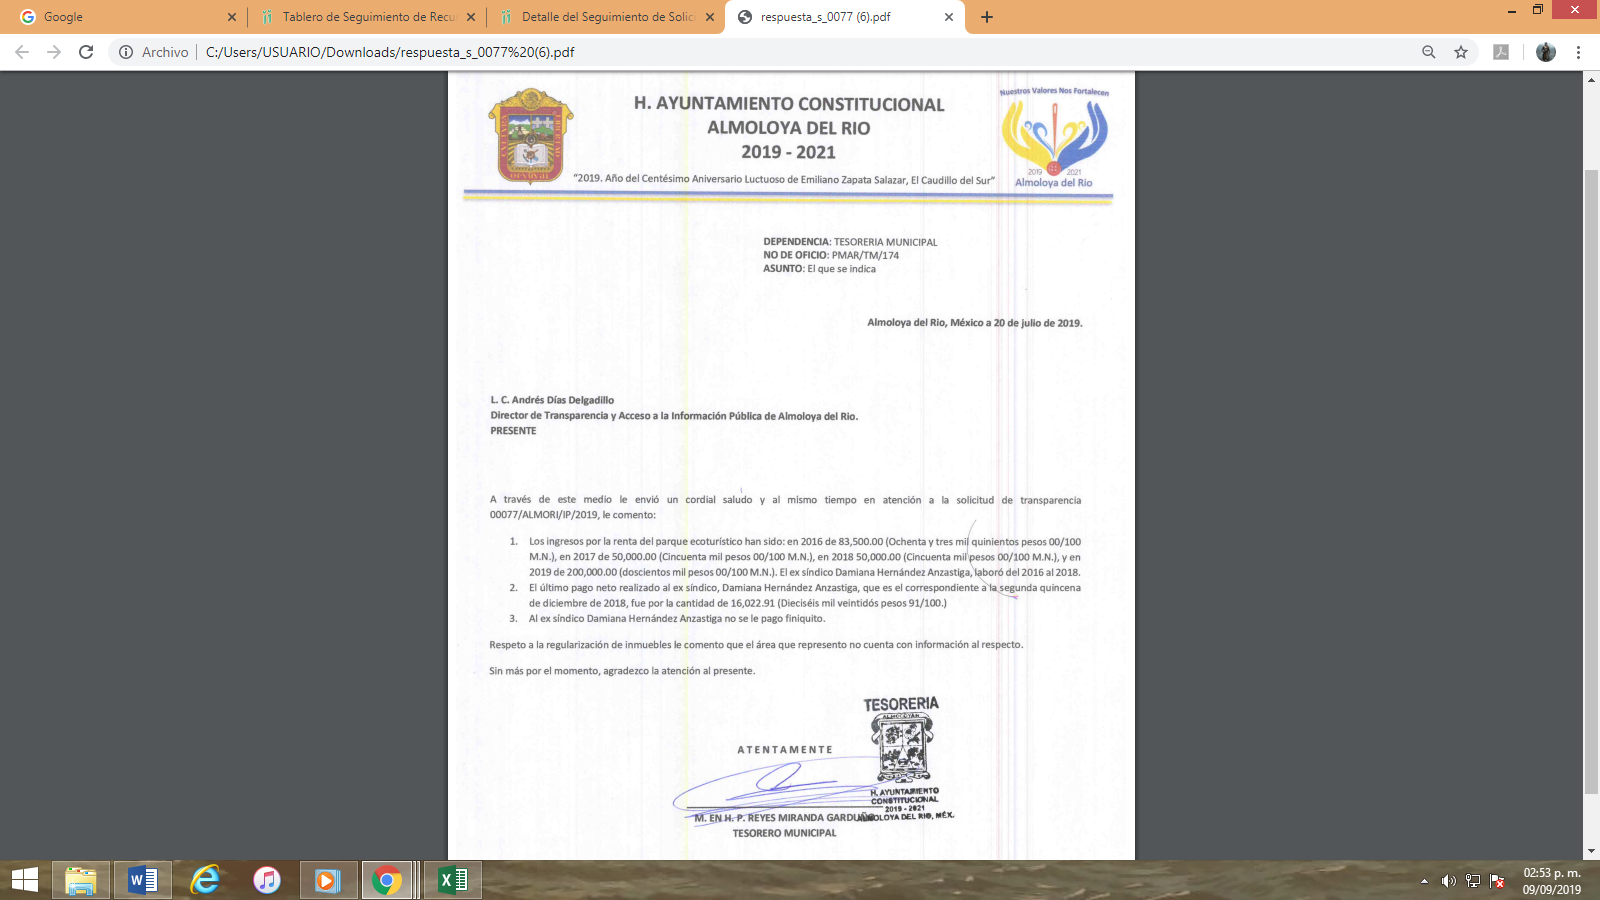 Google
Tablero de Seguimiento de Recu
Detalle del Seguimiento de Solici
respuesta_s_0077 (6).pdf
Archivo
C:/Users/USUARIO/Downloads/respuesta_s_0077%20(6).pdf
H. AYUNTAMIENTO CONSTITUCIONAL
ALMOLOYA DEL RIO
2019 - 2021
"2019. Año del Centésimo Aniversario Luctuoso de Emiliano Zapata Salazar, El Caudillo del Sur"
Nuestros Valores Nos Fortalecen
2019 2021
Almoloya del Rio
DEPENDENCIA: TESORERIA MUNICIPAL
NO DE OFICIO: PMAR/TM/174
ASUNTO: El que se indica
Almoloya del Rio, México a 20 de julio de 2019.
L. C. Andrés Días Delgadillo
Director de Transparencia y Acceso a la Información Pública de Almoloya del Rio.
PRESENTE
A través de este medio le envió un cordial saludo y al mismo tiempo en atención a la solicitud de transparencia
00077/ALMORI/IP/2019, le comento:
1. Los ingresos por la renta del parque ecoturístico han sido: en 2016 de 83,500.00 (Ochenta y tres mil quinientos pesos 00/100
M.N.), en 2017 de 50,000.00 (Cincuenta mil pesos 00/100 M.N.), en 2018 50,000.00 (Cincuenta mil pesos 00/100 M.N.), y en
2019 de 200,000.00 (doscientos mil pesos 00/100 M.N.). El ex síndico Damiana Hernández Anzastiga, laboró del 2016 al 2018.
2. El último pago neto realizado al ex síndico, Damiana Hernández Anzastiga, que es el correspondiente a la segunda quincena
de diciembre de 2018, fue por la cantidad de 16,022.91 (Dieciséis mil veintidós pesos 91/100.)
3. Al ex síndico Damiana Hernández Anzastiga no se le pago finiquito.
Respeto a la regularización de inmuebles le comento que el área que represento no cuenta con información al respecto.
Sin más por el momento, agradezco la atención al presente.
TESORERIA
ALMOLOYAN
ATENTAMENTE
H. AYUNTAMIENTO
CONSTITUCIONAL
2019 - 2021
ALMOLOYA DEL RIO, MÉX.
M. EN H. P. REYES MIRANDA GARDUÑO
TESORERO MUNICIPAL
02:53 p. m.
09/09/2019